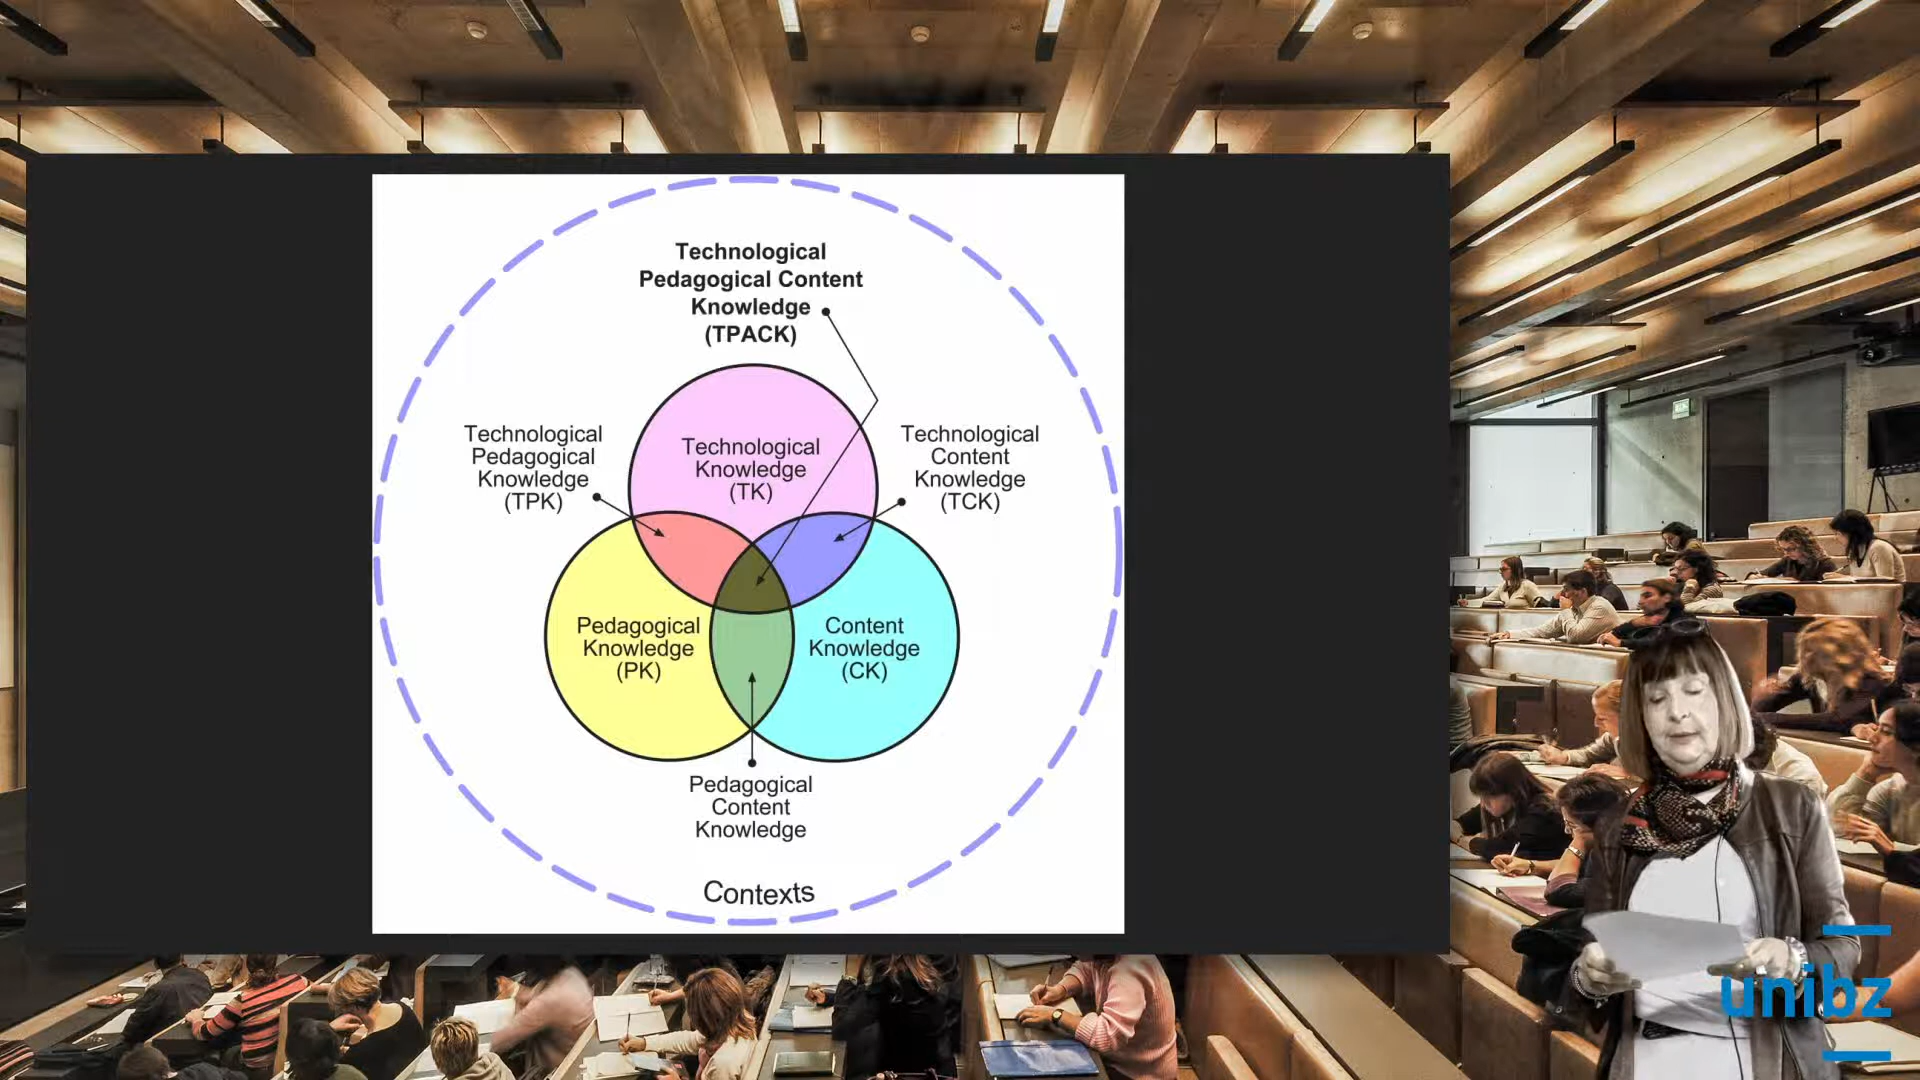 Technological
Pedagogical Content
Knowledge
(TPACK)
Technological
Pedagogical
Knowledge
(TPK)
Technological
Knowledge
(TK)
Technological
Content
Knowledge
(TCK)
Pedagogical
Knowledge
(PK)
Content
Knowledge
(CK)
Pedagogical
Content
Knowledge
Contexts
unibz